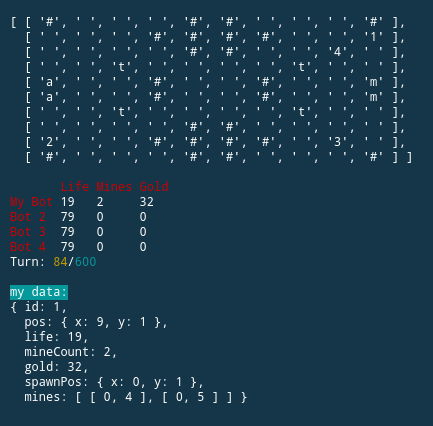 [ [ '#', ' ', ' ', ' ', '#', '#', ' ', ' ', ' ', '#' ],
[ ' ', ' ', ' ', '#', '#', '#', '#', ' ', ' ', '1' ],
[ ' ', ' ', ' ', ' ', '#', '#', ' ', ' ', '4', ' ' ],
[ ' ', ' ', 't', ' ', ' ', ' ', ' ', 't', ' ', ' ' ],
[ 'a', ' ', ' ', '#', ' ', ' ', '#', ' ', ' ', 'm' ],
[ 'a', ' ', ' ', '#', ' ', ' ', '#', ' ', ' ', 'm' ],
[ ' ', ' ', 't', ' ', ' ', ' ', ' ', 't', ' ', ' ' ],
[ ' ', ' ', ' ', ' ', '#', '#', ' ', ' ', ' ', ' ' ],
[ '2', ' ', ' ', '#', '#', '#', '#', ' ', '3', ' ' ],
[ '#', ' ', ' ', ' ', '#', '#', ' ', ' ', ' ', '#' ] ]
Life Mines Gold
My Bot 19 2 32
Bot 2 79 0 0
Bot 3 79 0 0
Bot 4 79 0 0
Turn: 84/600
my data:
{ id: 1,
pos: { x: 9, y: 1 },
life: 19,
mineCount: 2,
gold: 32,
spawnPos: { x: 0, y: 1 },
mines: [ [ 0, 4 ], [ 0, 5 ] ] }